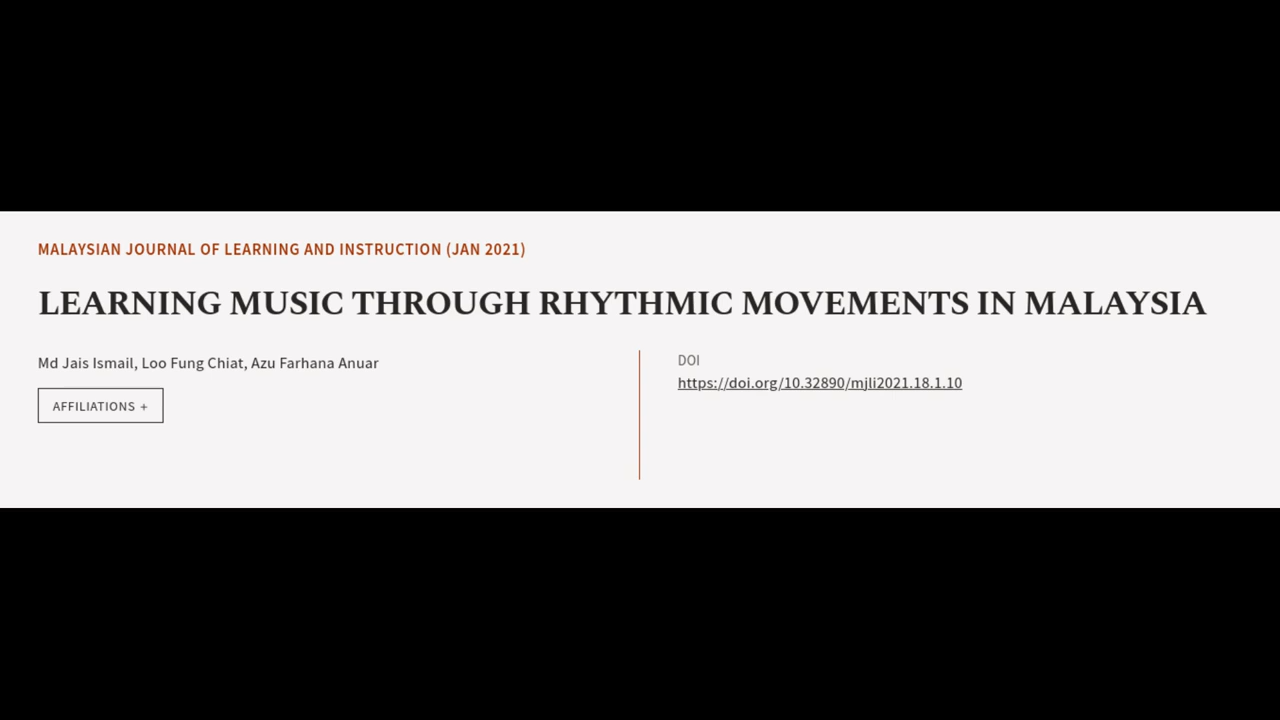 MALAYSIAN JOURNAL OF LEARNING AND INSTRUCTION (JAN 2021)
LEARNING MUSIC THROUGH RHYTHMIC MOVEMENTS IN MALAYSIA
Md Jais Ismail, Loo Fung Chiat, Azu Farhana Anuar
AFFILIATIONS +
DOI
https://doi.org/10.32890/mjli2021.18.1.10